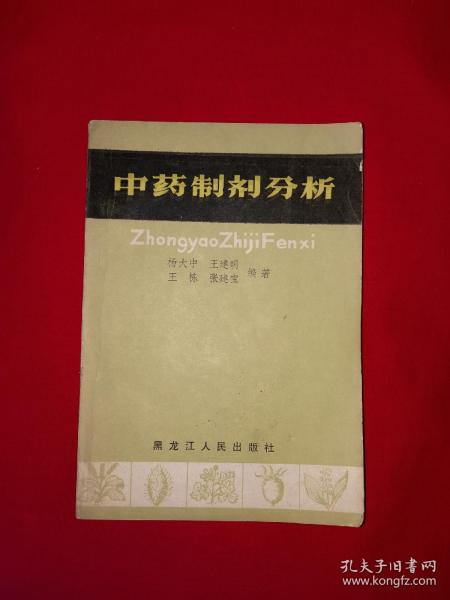 中药制剂分析
ZhongyaoZhijiFenxi
杨大中 王建明
王栋 张建宝 编著
黑龙江人民出版社
孔夫子旧书网
www.kongfz.com